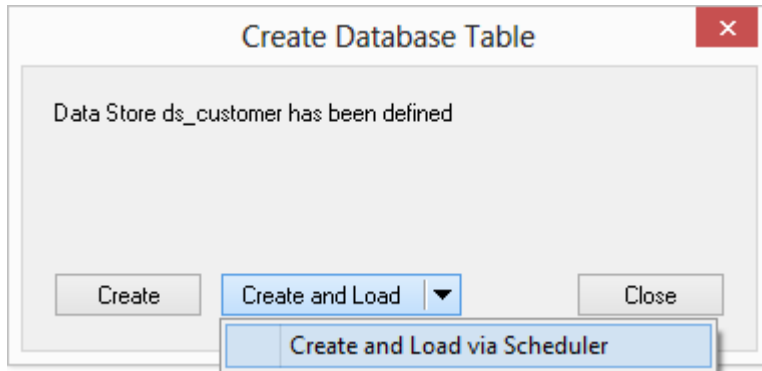 Create Database Table
Data Store ds_customer has been defined
Create
Create and Load
Close
Create and Load via Scheduler